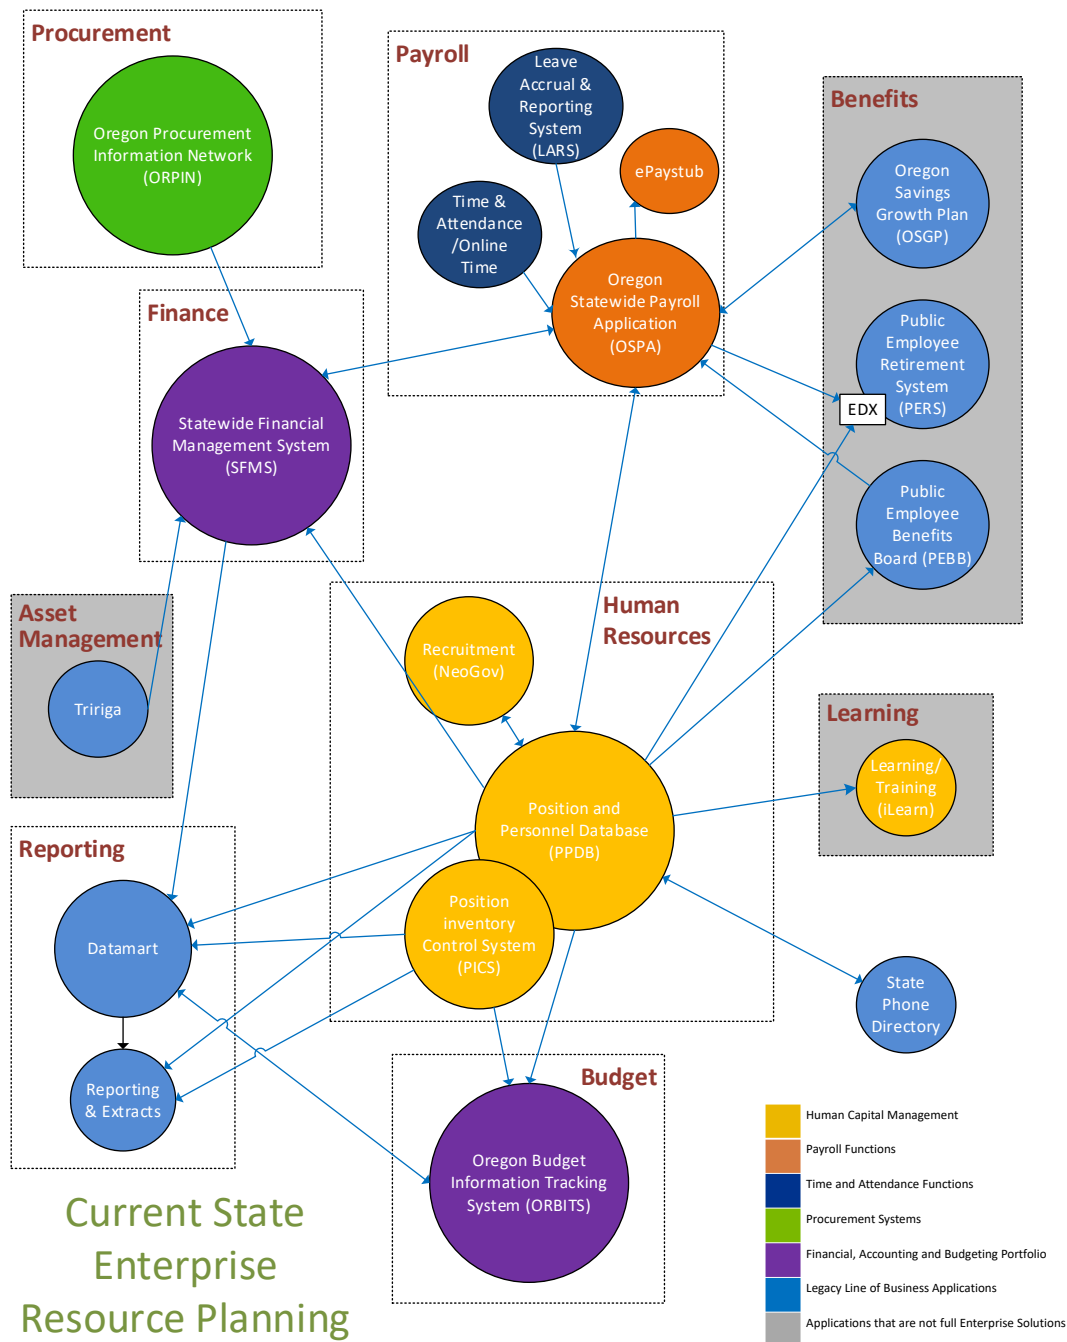 Procurement
Oregon Procurement
Information Network
(ORPIN)
Payroll
Leave
Accrual &
Reporting
System
(LARS)
ePaystub
Time &
Attendance
/Online
Time
Oregon
Statewide Payroll
Application
(OSPA)
Benefits
Oregon
Savings
Growth Plan
(OSGP)
Public
Employee
Retirement
System
(PERS)
EDX
Public
Employee
Benefits
Board (PEBB)
Finance
Statewide Financial
Management System
(SFMS)
Asset
Management
Tririga
Human
Resources
Recruitment
(NeoGov)
Position and
Personnel Database
(PPDB)
Position
inventory
Control System
(PICS)
Learning
Learning/
Training
(iLearn)
State
Phone
Directory
Reporting
Datamart
Reporting
& Extracts
Budget
Oregon Budget
Information Tracking
System (ORBITS)
Current State
Enterprise
Resource Planning
Human Capital Management
Payroll Functions
Time and Attendance Functions
Procurement Systems
Financial, Accounting and Budgeting Portfolio
Legacy Line of Business Applications
Applications that are not full Enterprise Solutions